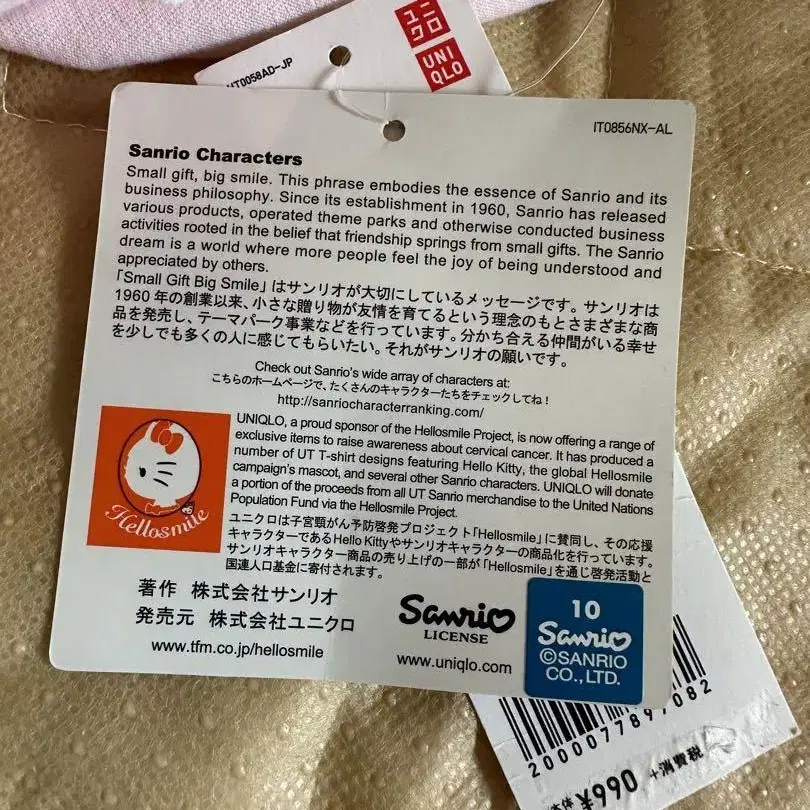 ユニ
クロ
UNI
QLO
UT0058AD-JP
IT0856NX-AL
Sanrio Characters
Small gift, big smile. This phrase embodies the essence of Sanrio and its
business philosophy. Since its establishment in 1960, Sanrio has released
various products, operated theme parks and otherwise conducted business
activities rooted in the belief that friendship springs from small gifts. The Sanrio
dream is a world where more people feel the joy of being understood and
appreciated by others.
「Small Gift Big Smile」はサンリオが大切にしているメッセージです。サンリオは
1960年の創業以来、小さな贈り物が友情を育てるという理念のもとさまざまな商
品を発売し、テーマパーク事業などを行っています。分かち合える仲間がいる幸せ
を少しでも多くの人に感じてもらいたい。それがサンリオの願いです。
Check out Sanrio's wide array of characters at:
こちらのホームページで、たくさんのキャラクターたちをチェックしてね!
http://sanriocharacterranking.com/
UNIQLO, a proud sponsor of the Hellosmile Project, is now offering a range of
exclusive items to raise awareness about cervical cancer. It has produced a
number of UT T-shirt designs featuring Hello Kitty, the global Hellosmile
campaign's mascot, and several other Sanrio characters. UNIQLO will donate
a portion of the proceeds from all UT Sanrio merchandise to the United Nations
Population Fund via the Hellosmile Project.
ユニクロは子宮頸がん予防啓発プロジェクト「Hellosmile」に賛同し、その応援
キャラクターであるHello Kittyやサンリオキャラクターの商品化を行っています。
サンリオキャラクター商品の売り上げの一部が「Hellosmile」を通じ啓発活動と
国連人口基金に寄付されます。
Hellosmile
著作 株式会社サンリオ
発売元 株式会社ユニクロ
www.tfm.co.jp/hellosmile
Sanrio
LICENSE
www.uniqlo.com
10
Sanrio
©SANRIO
CO.,LTD.
2000077897082
¥990 +消費税